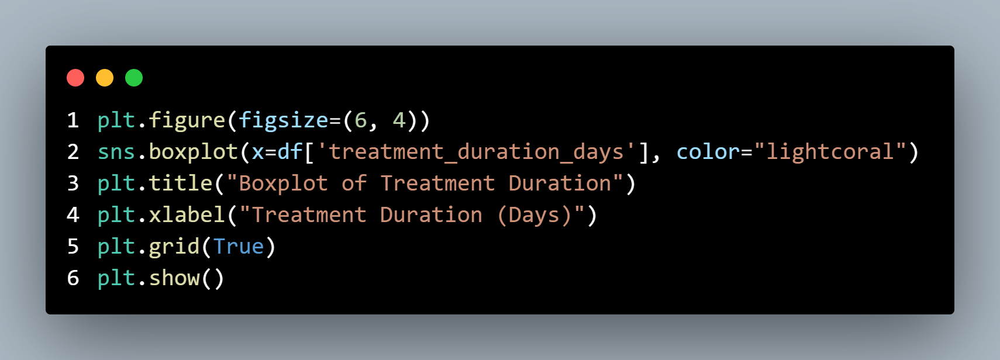 1 plt.figure(figsize=(6, 4))
2 sns.boxplot(x=df['treatment_duration_days'], color="lightcoral")
3 plt.title("Boxplot of Treatment Duration")
4 plt.xlabel("Treatment Duration (Days)")
5 plt.grid(True)
6 plt.show()